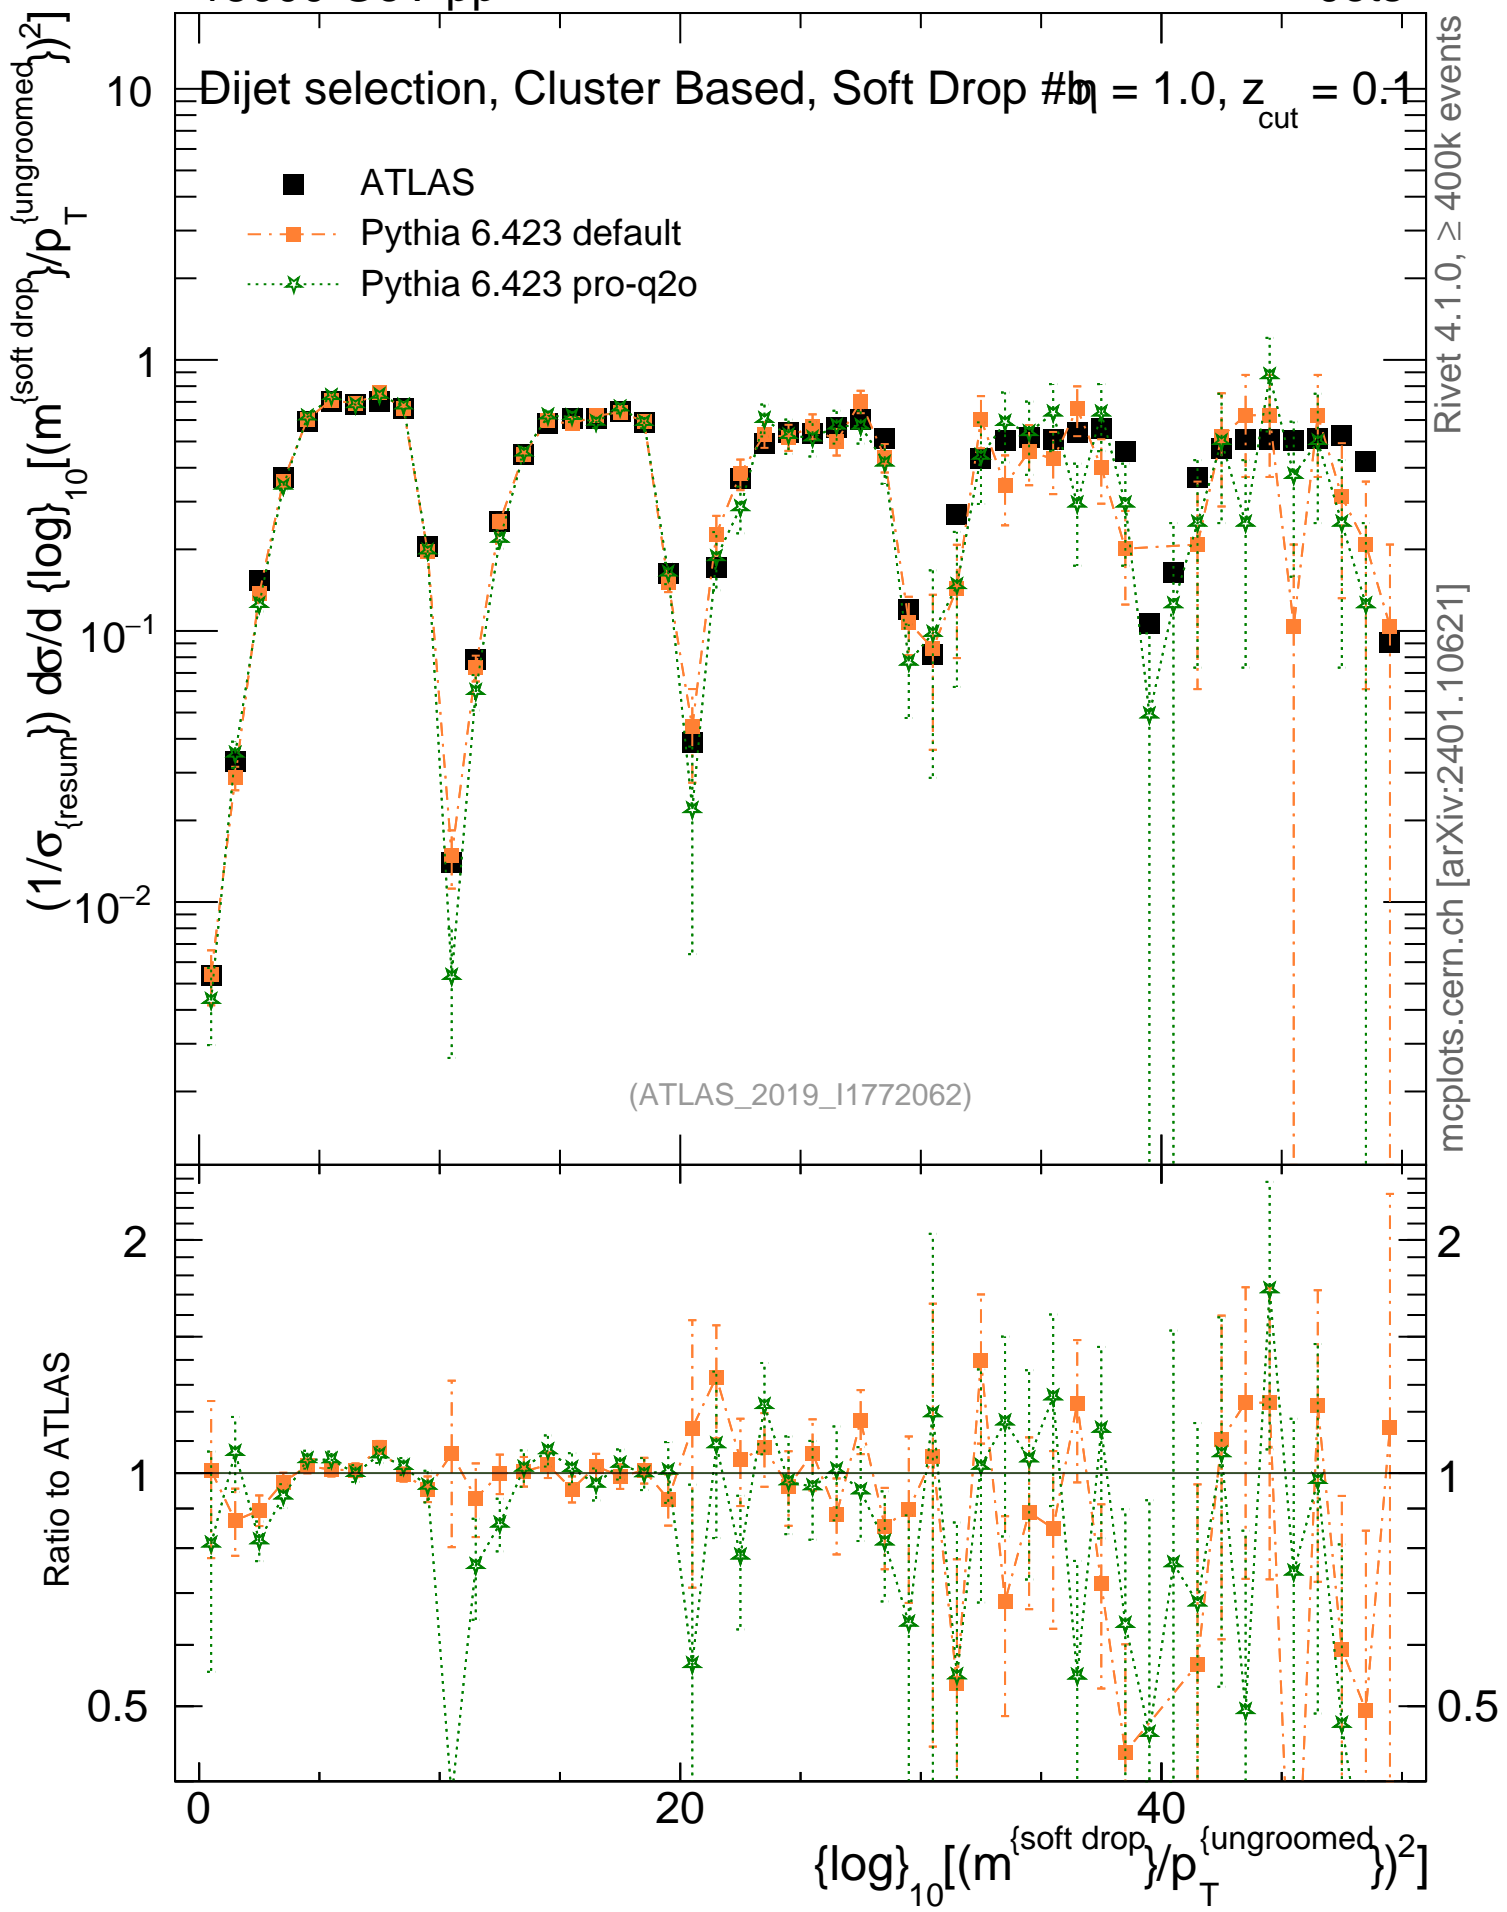 Dijet selection, Cluster Based, Soft Drop = 1.0, z_cut = 0.1
ATLAS
Pythia 6.423 default
Pythia 6.423 pro-q2o
(1/σ_{resum}) dσ/d {log}_10[(m^{soft drop}/p_T^{ungroomed})^2]
10
1
10^−1
10^−2
(ATLAS_2019_I1772062)
Rivet 4.1.0, ≥ 400k events
mcplots.cern.ch [arXiv:2401.10621]
Ratio to ATLAS
2
1
0.5
2
1
0.5
0
20
40
{log}_10[(m^{soft drop}/p_T^{ungroomed})^2]